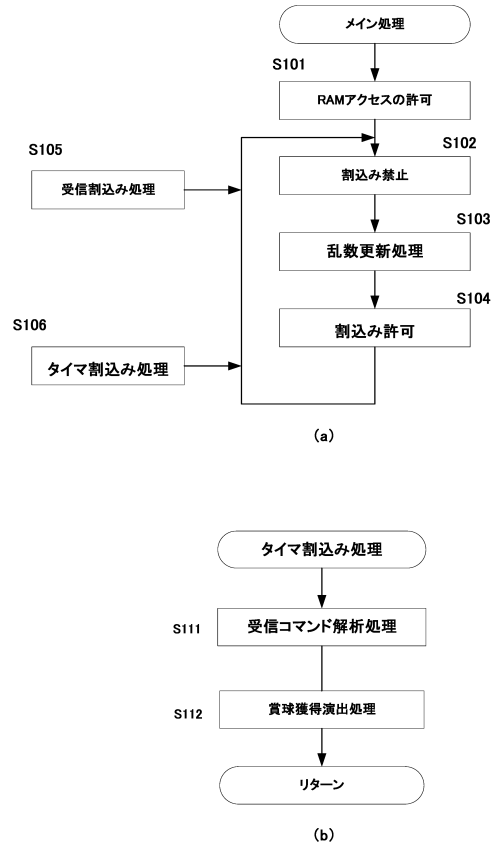 メイン処理
S101
RAMアクセスの許可
S102
S105
受信割込み処理
割込み禁止
S103
乱数更新処理
S104
S106
割込み許可
タイマ割込み処理
(a)
タイマ割込み処理
S111
受信コマンド解析処理
S112
賞球獲得演出処理
リターン
(b)